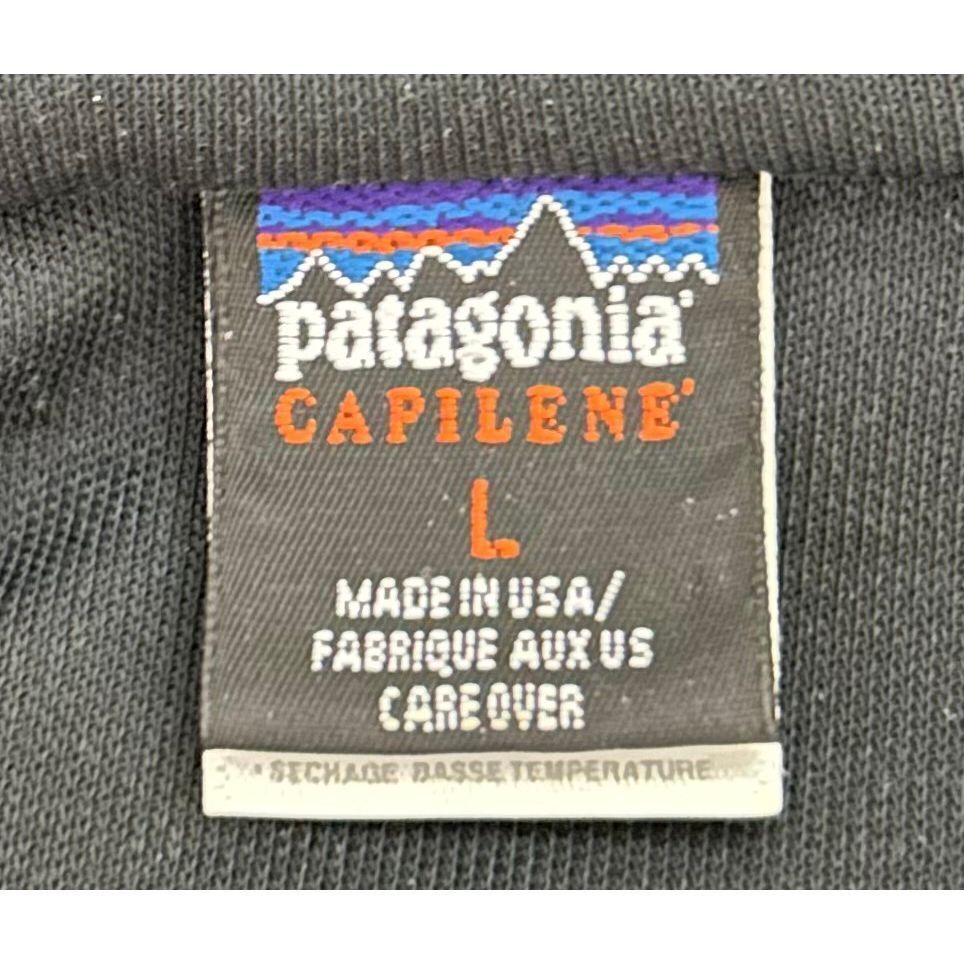 patagonia®
CAPILENE®
L
MADE IN USA/
FABRIQUE AUX US
CARE OVER
SECHAGE BASSE TEMPERATURE